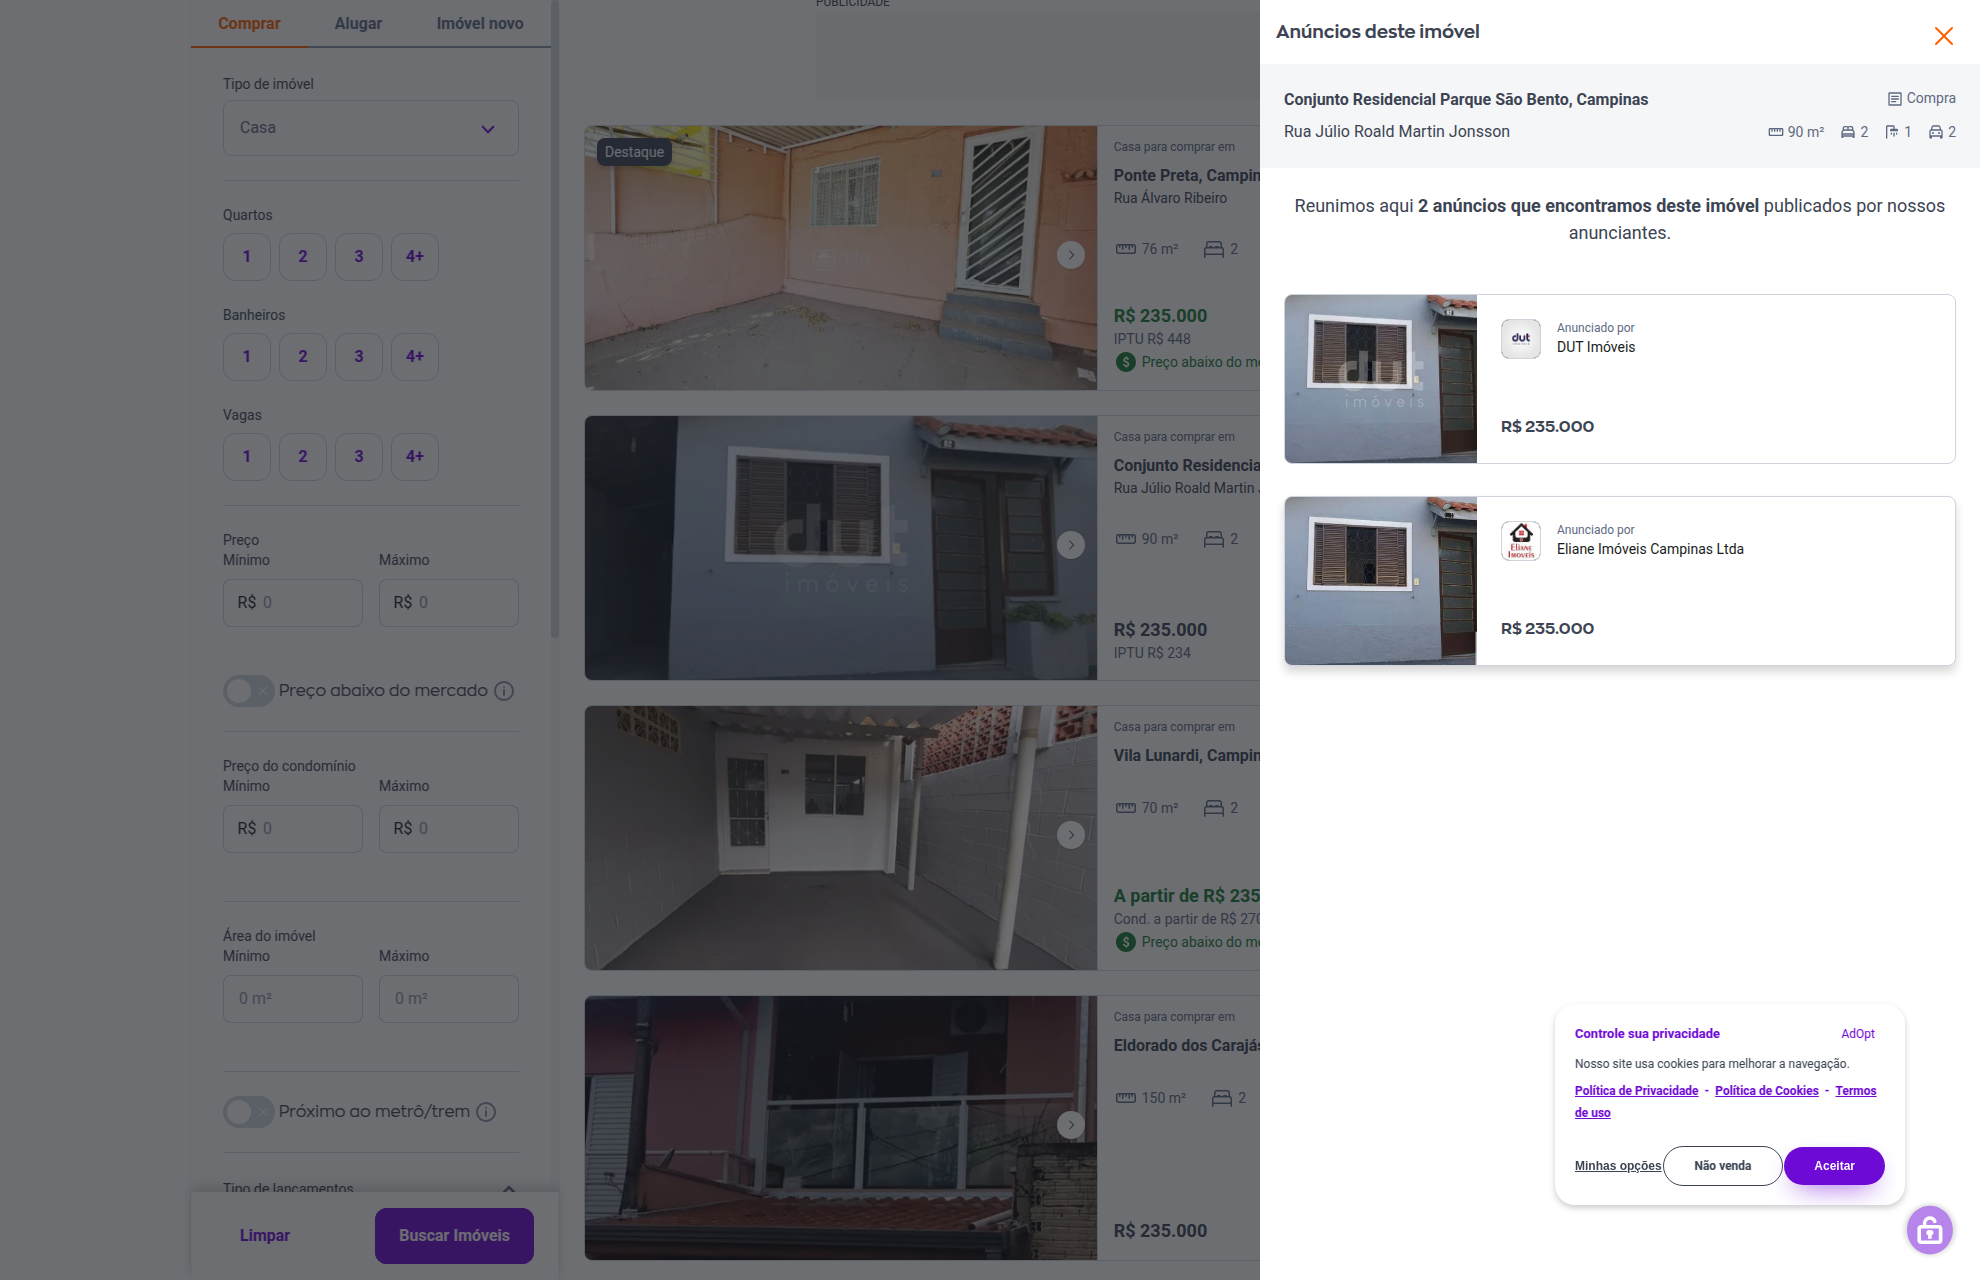 Comprar
Alugar
Imóvel novo
Tipo de imóvel
Casa
Quartos
1
2
3
4+
Banheiros
1
2
3
4+
Vagas
1
2
3
4+
Preço
Mínimo
Máximo
R$ 0
R$ 0
Preço abaixo do mercado
Preço do condomínio
Mínimo
Máximo
R$ 0
R$ 0
Área do imóvel
Mínimo
Máximo
0 m²
0 m²
Próximo ao metrô/trem
Tipo de lançamentos
Limpar
Buscar Imóveis
PUBLICIDADE
Destaque
Casa para comprar em
Ponte Preta, Campin
Rua Álvaro Ribeiro
76 m²
2
R$ 235.000
IPTU R$ 448
$ Preço abaixo do me
dut
imóveis
Casa para comprar em
Conjunto Residencia
Rua Júlio Roald Martin J
90 m²
2
R$ 235.000
IPTU R$ 234
Casa para comprar em
Vila Lunardi, Campin
70 m²
2
A partir de R$ 235
Cond. a partir de R$ 270
$ Preço abaixo do me
Casa para comprar em
Eldorado dos Carajás
150 m²
2
R$ 235.000
Anúncios deste imóvel
Conjunto Residencial Parque São Bento, Campinas
Compra
Rua Júlio Roald Martin Jonsson
90 m²
2
1
2
Reunimos aqui 2 anúncios que encontramos deste imóvel publicados por nossos
anunciantes.
dut
imóveis
dut
Anunciado por
DUT Imóveis
R$ 235.000
Eliane
Imoveis
Anunciado por
Eliane Imóveis Campinas Ltda
R$ 235.000
Controle sua privacidade
AdOpt
Nosso site usa cookies para melhorar a navegação.
Política de Privacidade - Política de Cookies - Termos
de uso
Minhas opções
Não venda
Aceitar